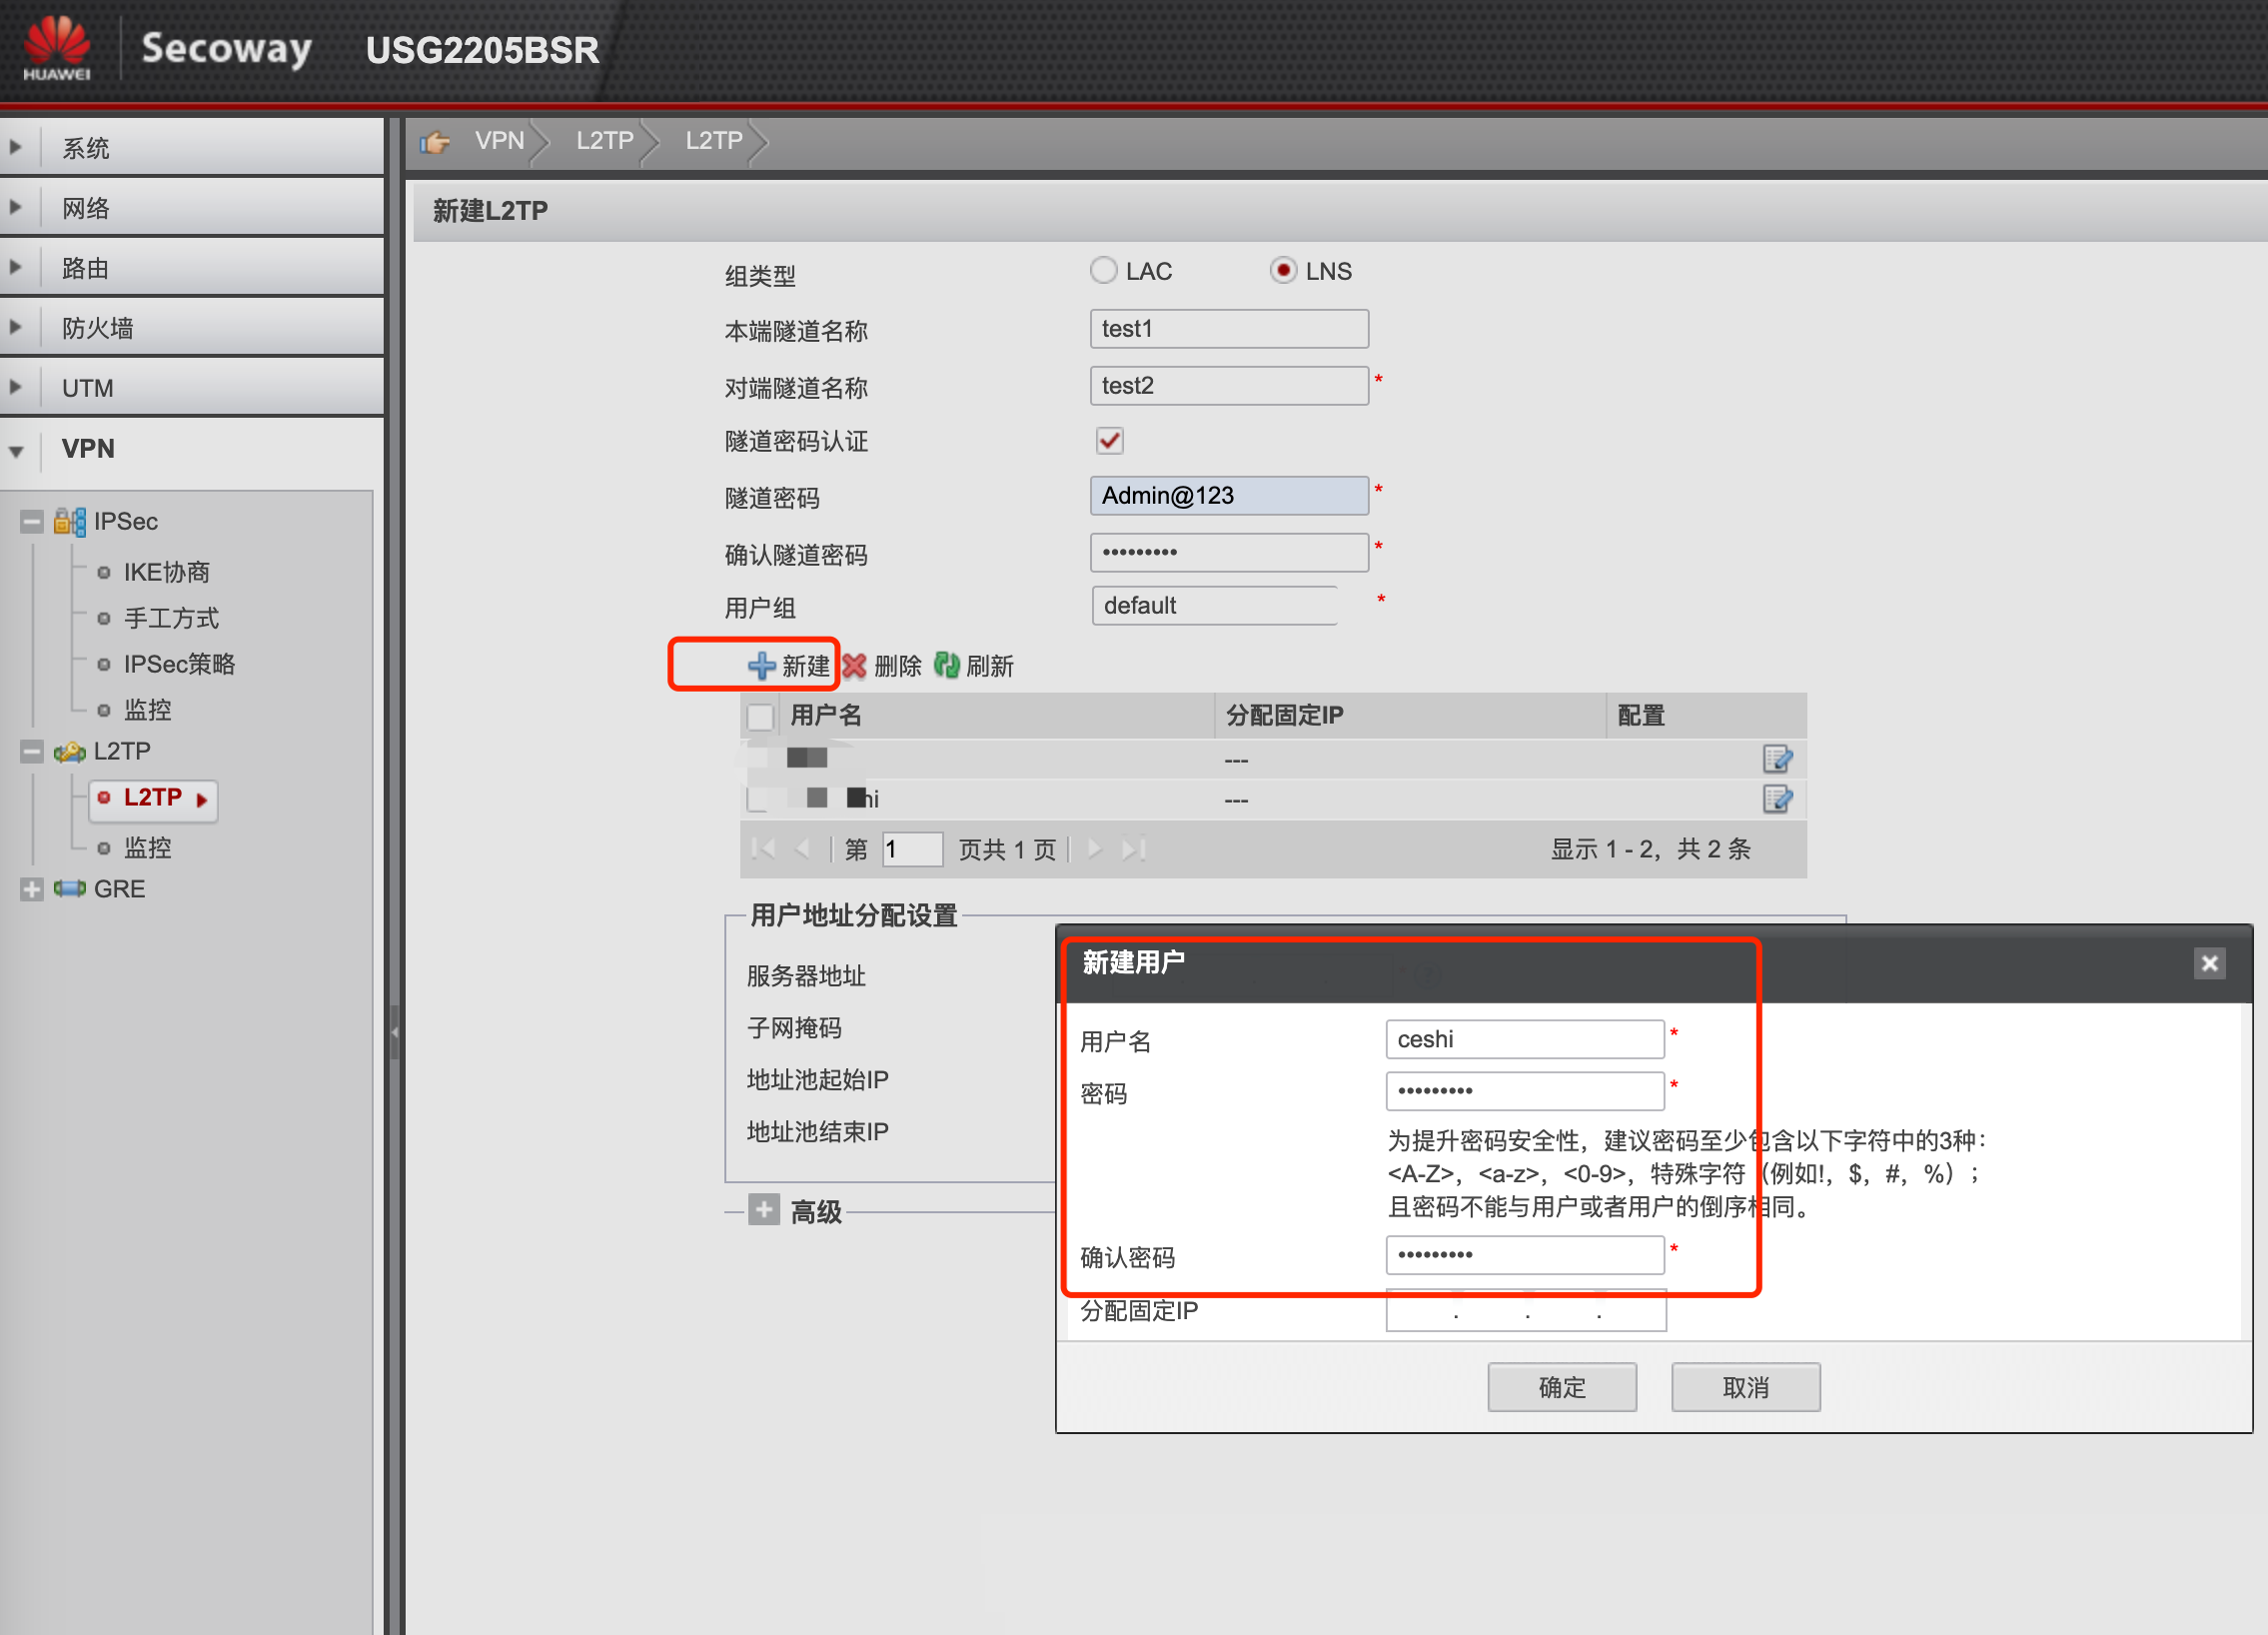 HUAWEI
Secoway USG2205BSR
系统
网络
路由
防火墙
UTM
VPN
IPSec
IKE协商
手工方式
IPSec策略
监控
L2TP
L2TP
监控
GRE
VPN L2TP L2TP
新建L2TP
组类型 LAC LNS
本端隧道名称 test1
对端隧道名称 test2 *
隧道密码认证
隧道密码 Admin@123 *
确认隧道密码 ••••••••• *
用户组 default *
新建 删除 刷新
用户名 分配固定IP 配置
---
hi ---
第 1 页共 1 页 显示 1 - 2，共 2 条
用户地址分配设置
服务器地址
子网掩码
地址池起始IP
地址池结束IP
高级
新建用户
用户名 ceshi *
密码 ••••••••• *
为提升密码安全性，建议密码至少包含以下字符中的3种：
<A-Z>，<a-z>，<0-9>，特殊字符（例如!，$，#，%）；
且密码不能与用户或者用户的倒序相同。
确认密码 ••••••••• *
分配固定IP . . .
确定 取消